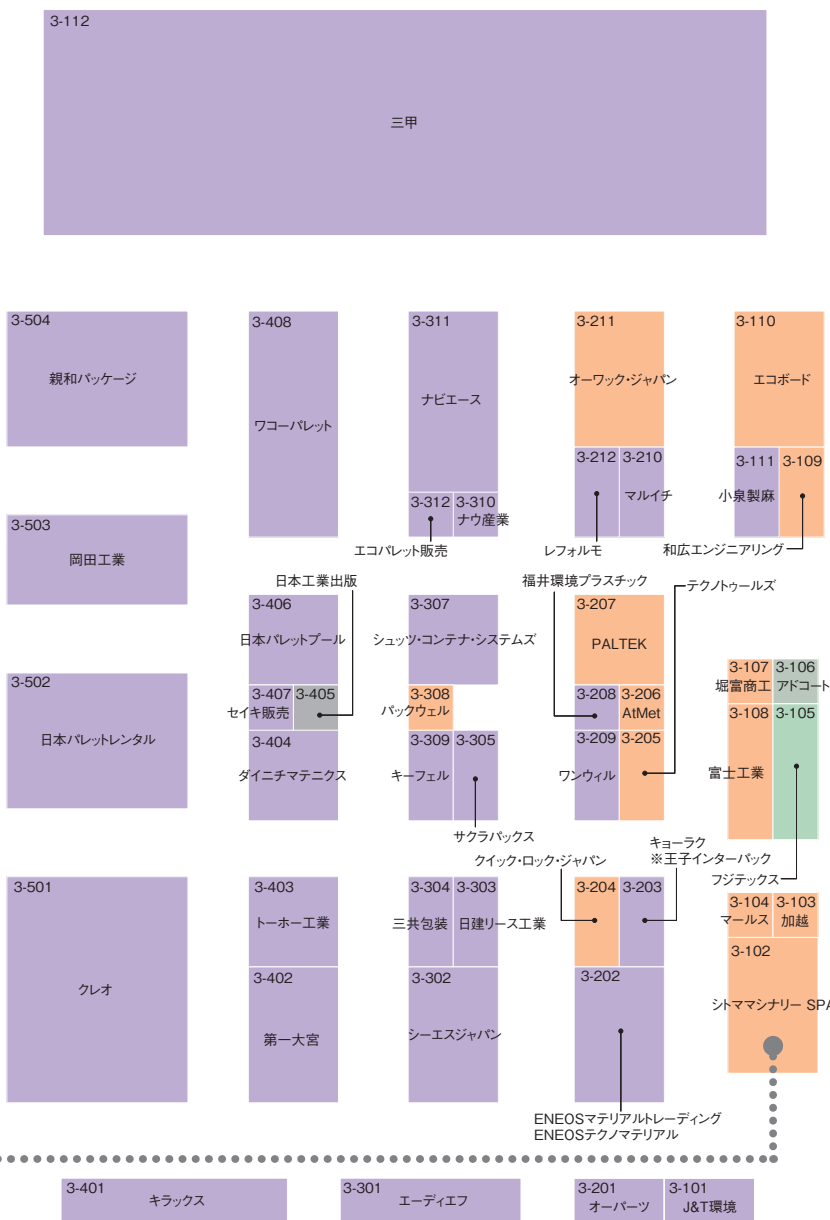 3-112
三甲
3-504
親和パッケージ
3-408
ワコーパレット
3-311
ナビエース
3-211
オーワック・ジャパン
3-110
エコボード
3-312
3-310
ナウ産業
エコパレット販売
3-212
3-210
マルイチ
レフォルモ
3-111
3-109
小泉製麻
和広エンジニアリング
3-503
岡田工業
日本工業出版
福井環境プラスチック
テクノトゥールズ
3-406
日本パレットプール
3-307
シュッツ・コンテナ・システムズ
3-207
PALTEK
3-502
日本パレットレンタル
3-407
3-405
セイキ販売
3-308
パックウェル
3-208
3-206
AtMet
3-107
3-106
堀富商工
アドコート
3-404
ダイニチマテニクス
3-309
3-305
キーフェル
サクラパックス
3-209
3-205
ワンウィル
3-108
3-105
富士工業
フジテックス
クイック・ロック・ジャパン
キョーラク
※王子インターパック
3-501
クレオ
3-403
トーホー工業
3-304
3-303
三共包装
日建リース工業
3-204
3-203
3-104
3-103
マールス
加越
3-402
第一大宮
3-302
シーエスジャパン
3-202
ENEOSマテリアルトレーディング
ENEOSテクノマテリアル
3-102
シトママシナリー SPA
3-401
キラックス
3-301
エーディエフ
3-201
オーパーツ
3-101
J&T環境